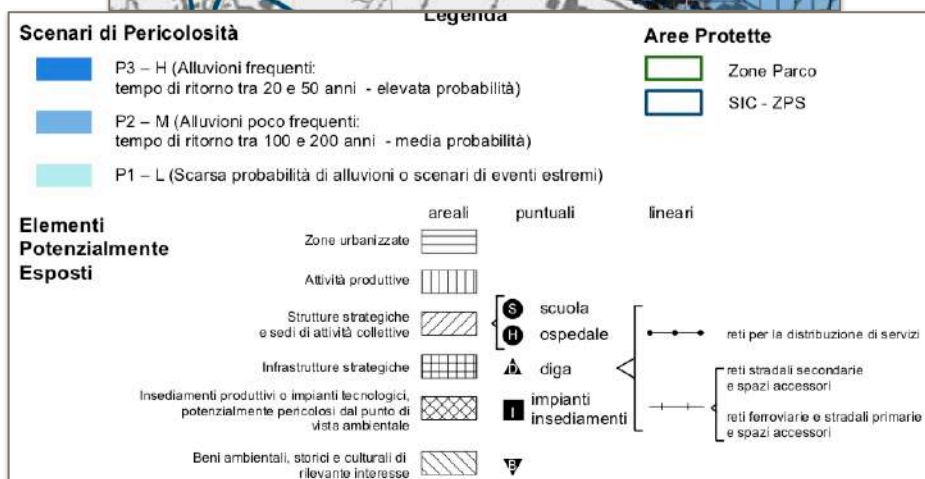 Legenda
Scenari di Pericolosità
P3 – H (Alluvioni frequenti:
tempo di ritorno tra 20 e 50 anni - elevata probabilità)
P2 – M (Alluvioni poco frequenti:
tempo di ritorno tra 100 e 200 anni - media probabilità)
P1 – L (Scarsa probabilità di alluvioni o scenari di eventi estremi)
Aree Protette
Zone Parco
SIC - ZPS
Elementi
Potenzialmente
Esposti
areali puntuali lineari
Zone urbanizzate
Attività produttive
Strutture strategiche
e sedi di attività collettive
S scuola
H ospedale
Infrastrutture strategiche
D diga
Insediamenti produttivi o impianti tecnologici,
potenzialmente pericolosi dal punto di
vista ambientale
I impianti
insediamenti
Beni ambientali, storici e culturali di
rilevante interesse
B
reti per la distribuzione di servizi
reti stradali secondarie
e spazi accessori
reti ferroviarie e stradali primarie
e spazi accessori